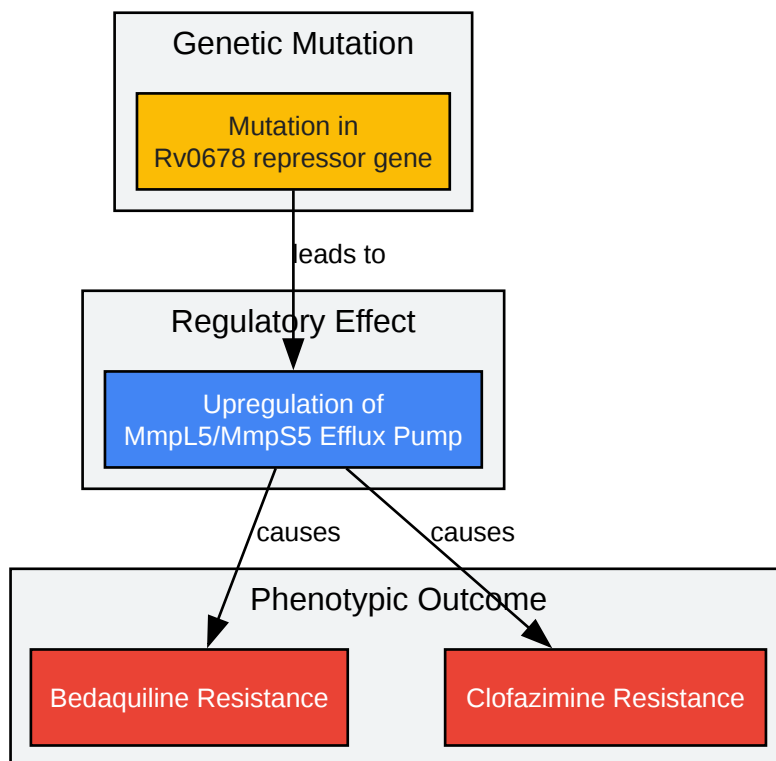 Genetic Mutation
Mutation in
Rv0678 repressor gene
leads to
Regulatory Effect
Upregulation of
MmpL5/MmpS5 Efflux Pump
causes
causes
Phenotypic Outcome
Bedaquiline Resistance
Clofazimine Resistance